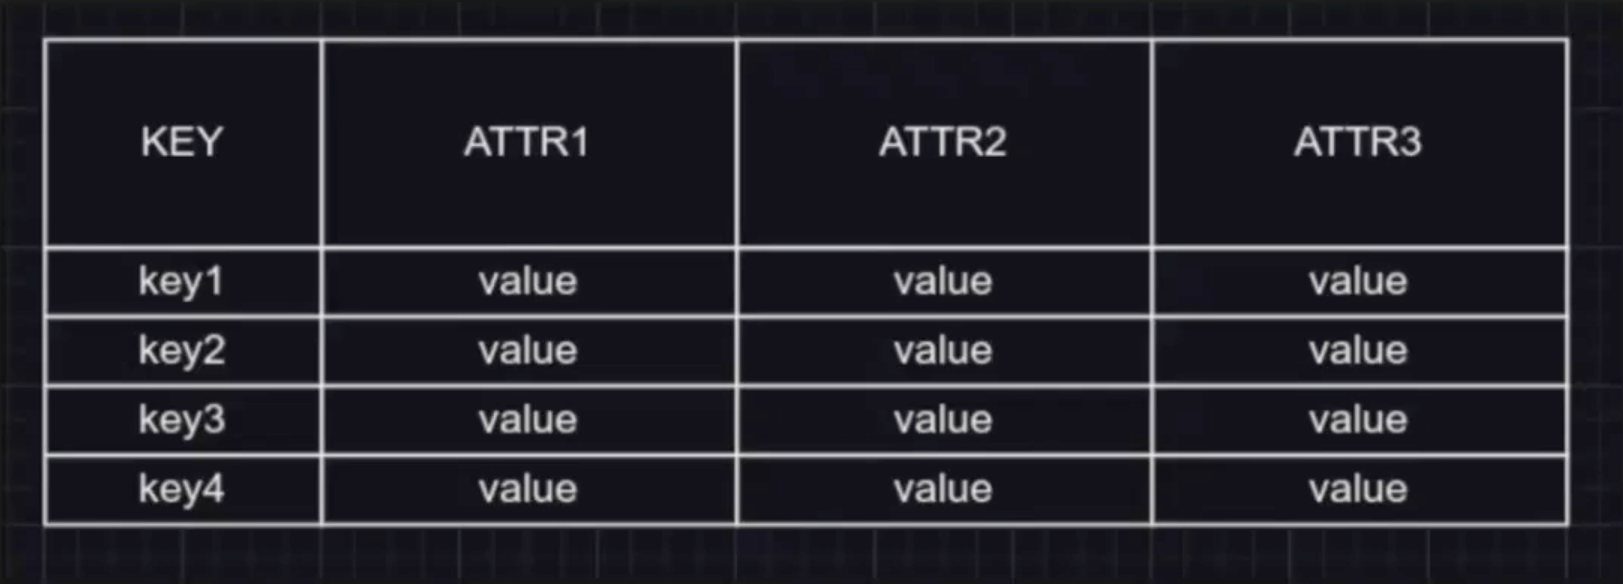 KEY ATTR1 ATTR2 ATTR3
key1 value value value
key2 value value value
key3 value value value
key4 value value value